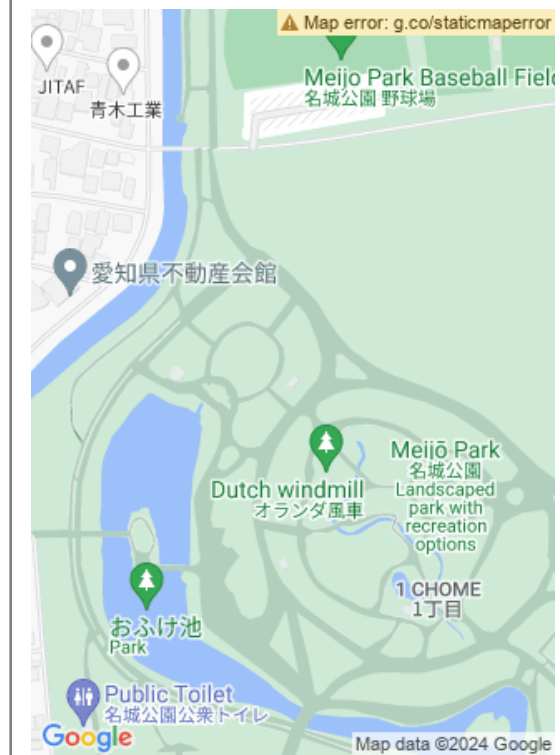 Map error: g.co/staticmaperror
JITAF
青木工業
Meijo Park Baseball Field
名城公園 野球場
愛知県不動産会館
Dutch windmill
オランダ風車
Meijō Park
名城公園
Landscaped
park with
recreation
options
1 CHOME
1丁目
おふけ池
Park
Public Toilet
名城公園公衆トイレ
Google
Map data ©2024 Google